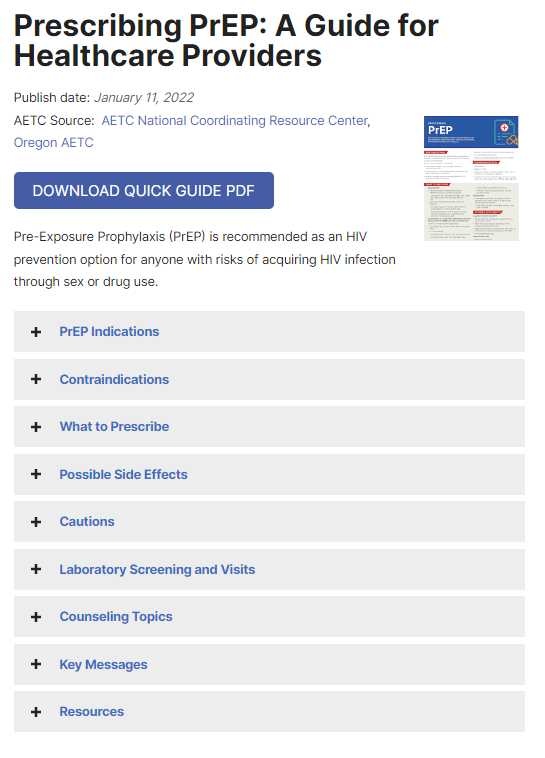 Prescribing PrEP: A Guide for
Healthcare Providers
Publish date: January 11, 2022
AETC Source: AETC National Coordinating Resource Center,
Oregon AETC
PrEP
DOWNLOAD QUICK GUIDE PDF
Pre-Exposure Prophylaxis (PrEP) is recommended as an HIV
prevention option for anyone with risks of acquiring HIV infection
through sex or drug use.
+ PrEP Indications
+ Contraindications
+ What to Prescribe
+ Possible Side Effects
+ Cautions
+ Laboratory Screening and Visits
+ Counseling Topics
+ Key Messages
+ Resources